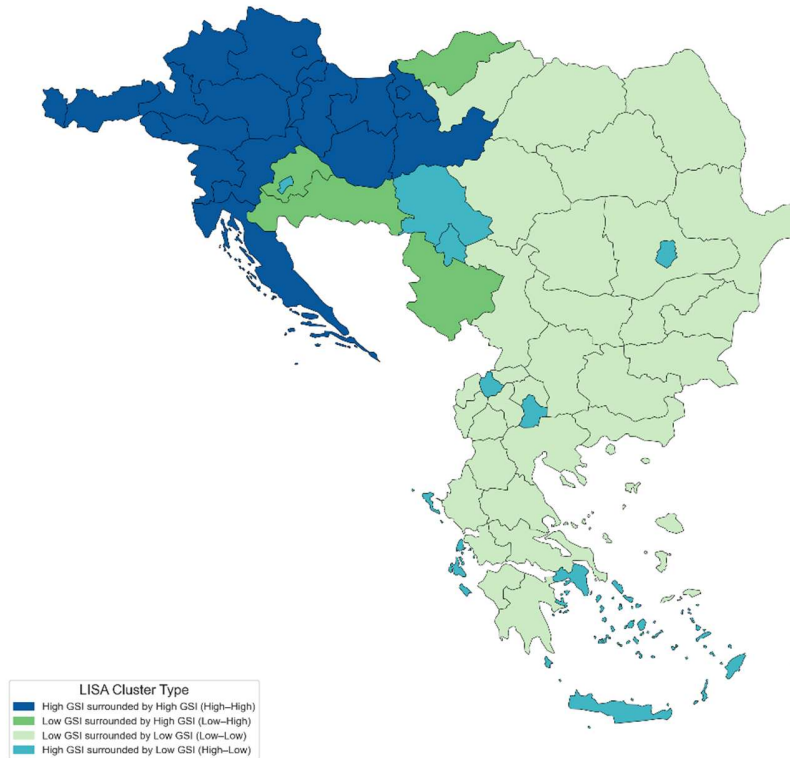 LISA Cluster Type
High GSI surrounded by High GSI (High–High)
Low GSI surrounded by High GSI (Low–High)
Low GSI surrounded by Low GSI (Low–Low)
High GSI surrounded by Low GSI (High–Low)